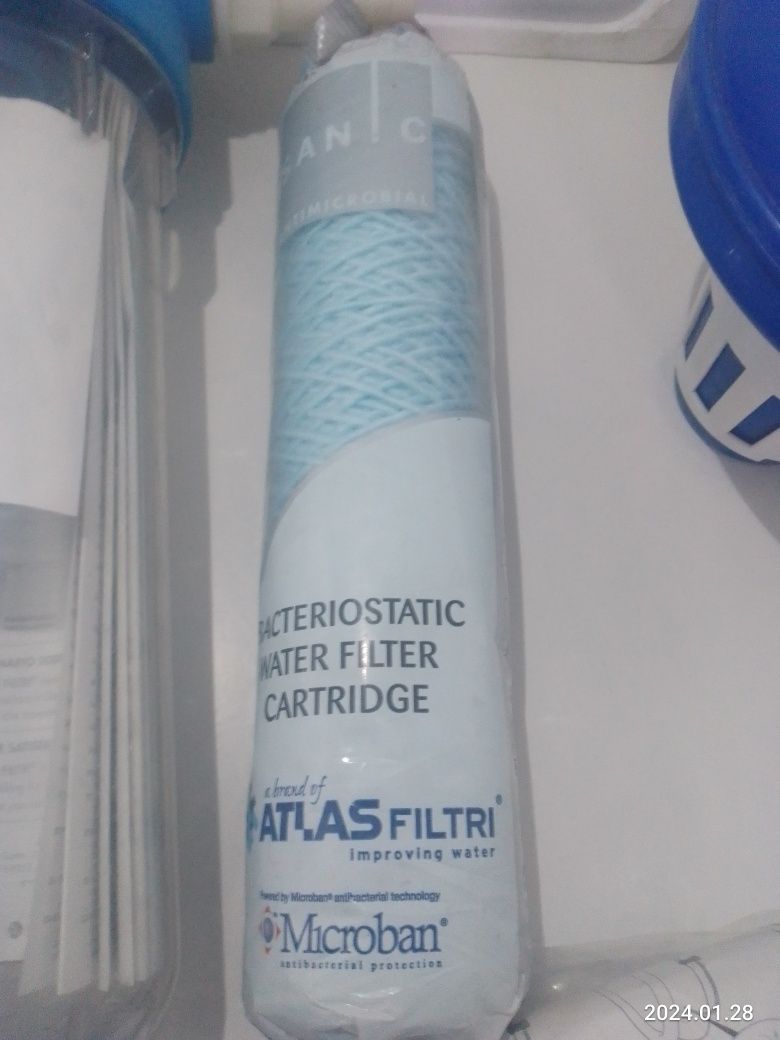 SANIC
ANTIMICROBIAL
BACTERIOSTATIC
WATER FILTER
CARTRIDGE
a brand of
ATLAS FILTRI®
improving water
Powered by Microban® antibacterial technology
Microban®
antibacterial protection
2024.01.28